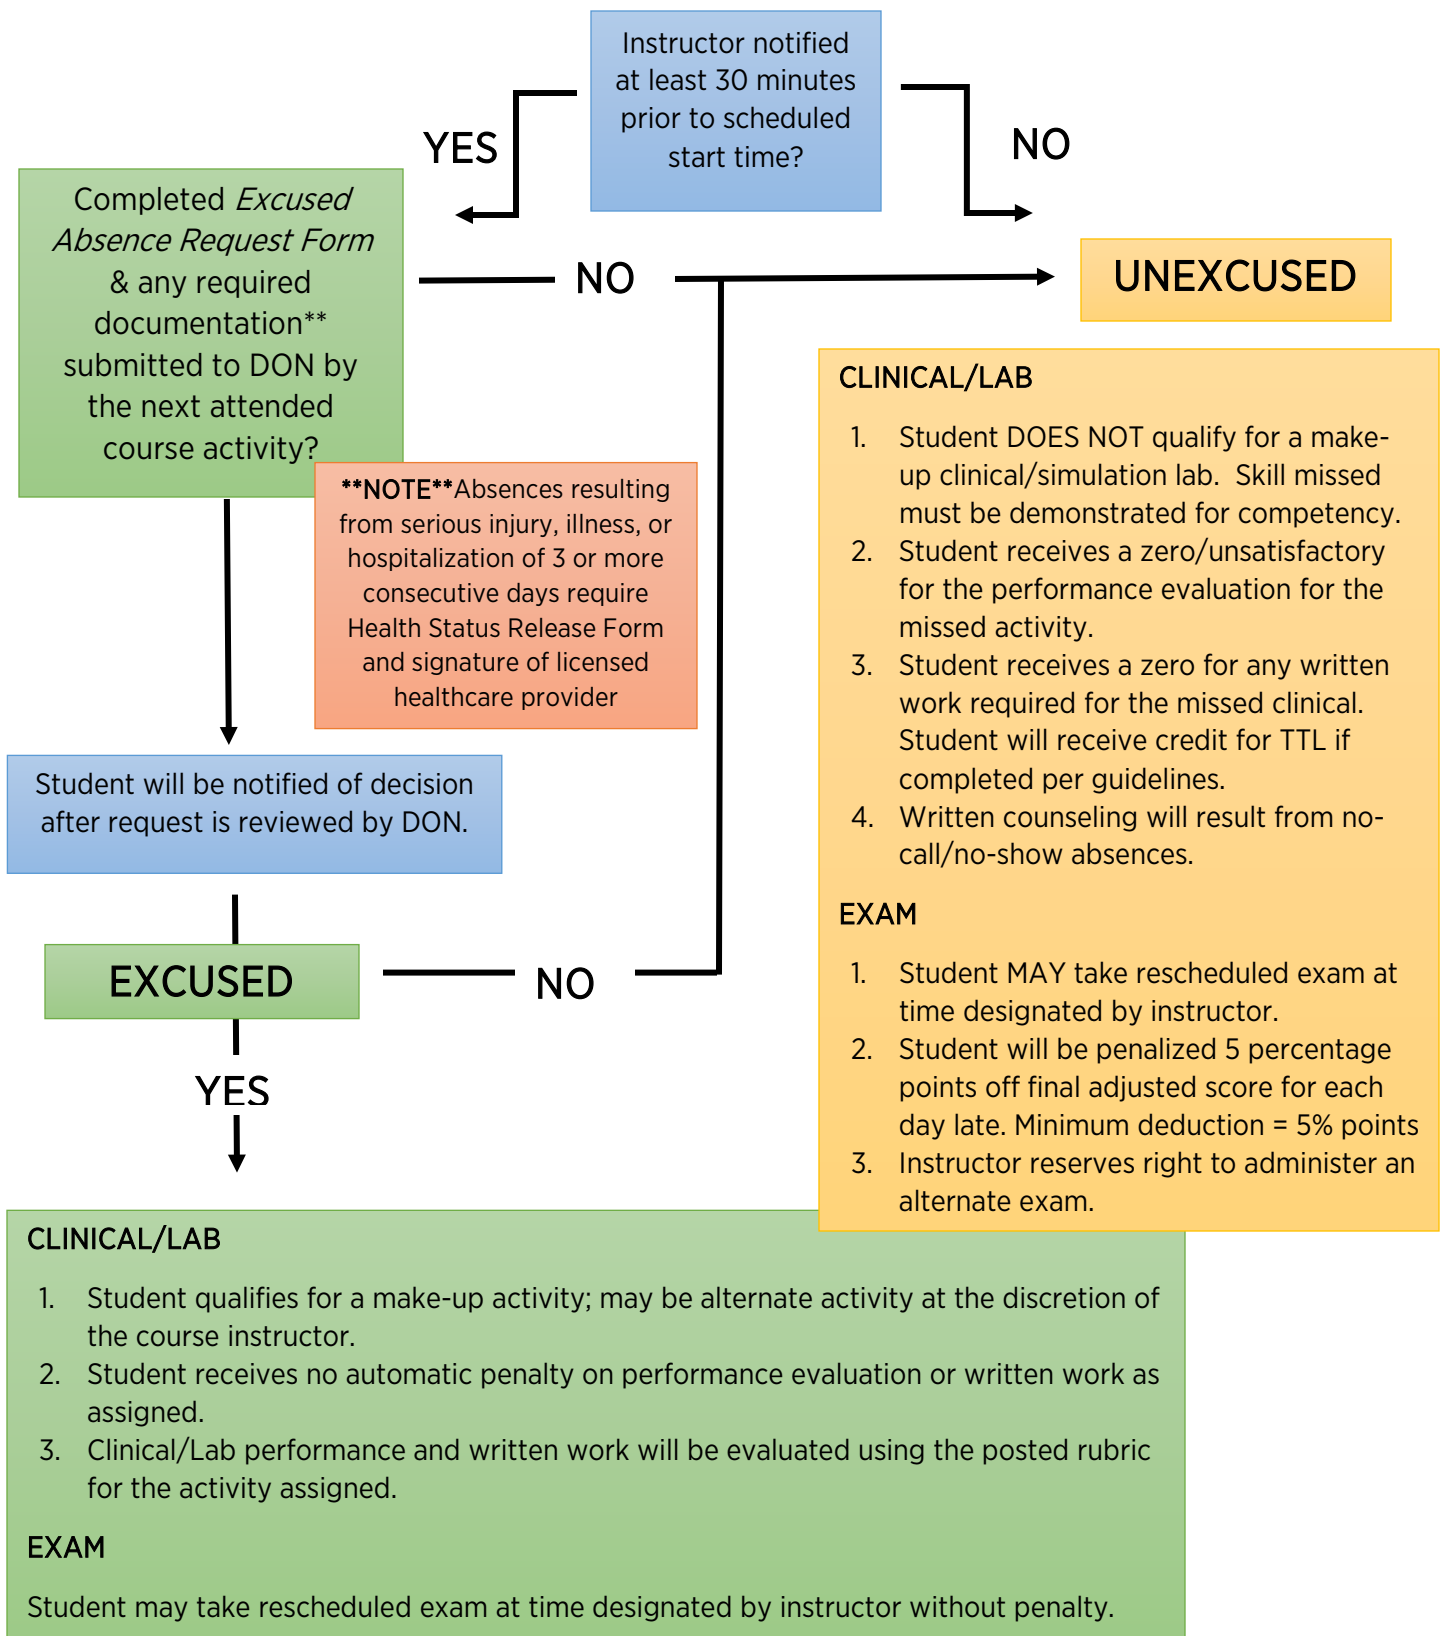 Instructor notified
at least 30 minutes
prior to scheduled
start time?
YES
NO
Completed Excused
Absence Request Form
& any required
documentation**
submitted to DON by
the next attended
course activity?
NO
UNEXCUSED
**NOTE**Absences resulting
from serious injury, illness, or
hospitalization of 3 or more
consecutive days require
Health Status Release Form
and signature of licensed
healthcare provider
CLINICAL/LAB
1. Student DOES NOT qualify for a make-
up clinical/simulation lab. Skill missed
must be demonstrated for competency.
2. Student receives a zero/unsatisfactory
for the performance evaluation for the
missed activity.
3. Student receives a zero for any written
work required for the missed clinical.
Student will receive credit for TTL if
completed per guidelines.
4. Written counseling will result from no-
call/no-show absences.
EXAM
1. Student MAY take rescheduled exam at
time designated by instructor.
2. Student will be penalized 5 percentage
points off final adjusted score for each
day late. Minimum deduction = 5% points
3. Instructor reserves right to administer an
alternate exam.
Student will be notified of decision
after request is reviewed by DON.
EXCUSED
NO
YES
CLINICAL/LAB
1. Student qualifies for a make-up activity; may be alternate activity at the discretion of
the course instructor.
2. Student receives no automatic penalty on performance evaluation or written work as
assigned.
3. Clinical/Lab performance and written work will be evaluated using the posted rubric
for the activity assigned.
EXAM
Student may take rescheduled exam at time designated by instructor without penalty.